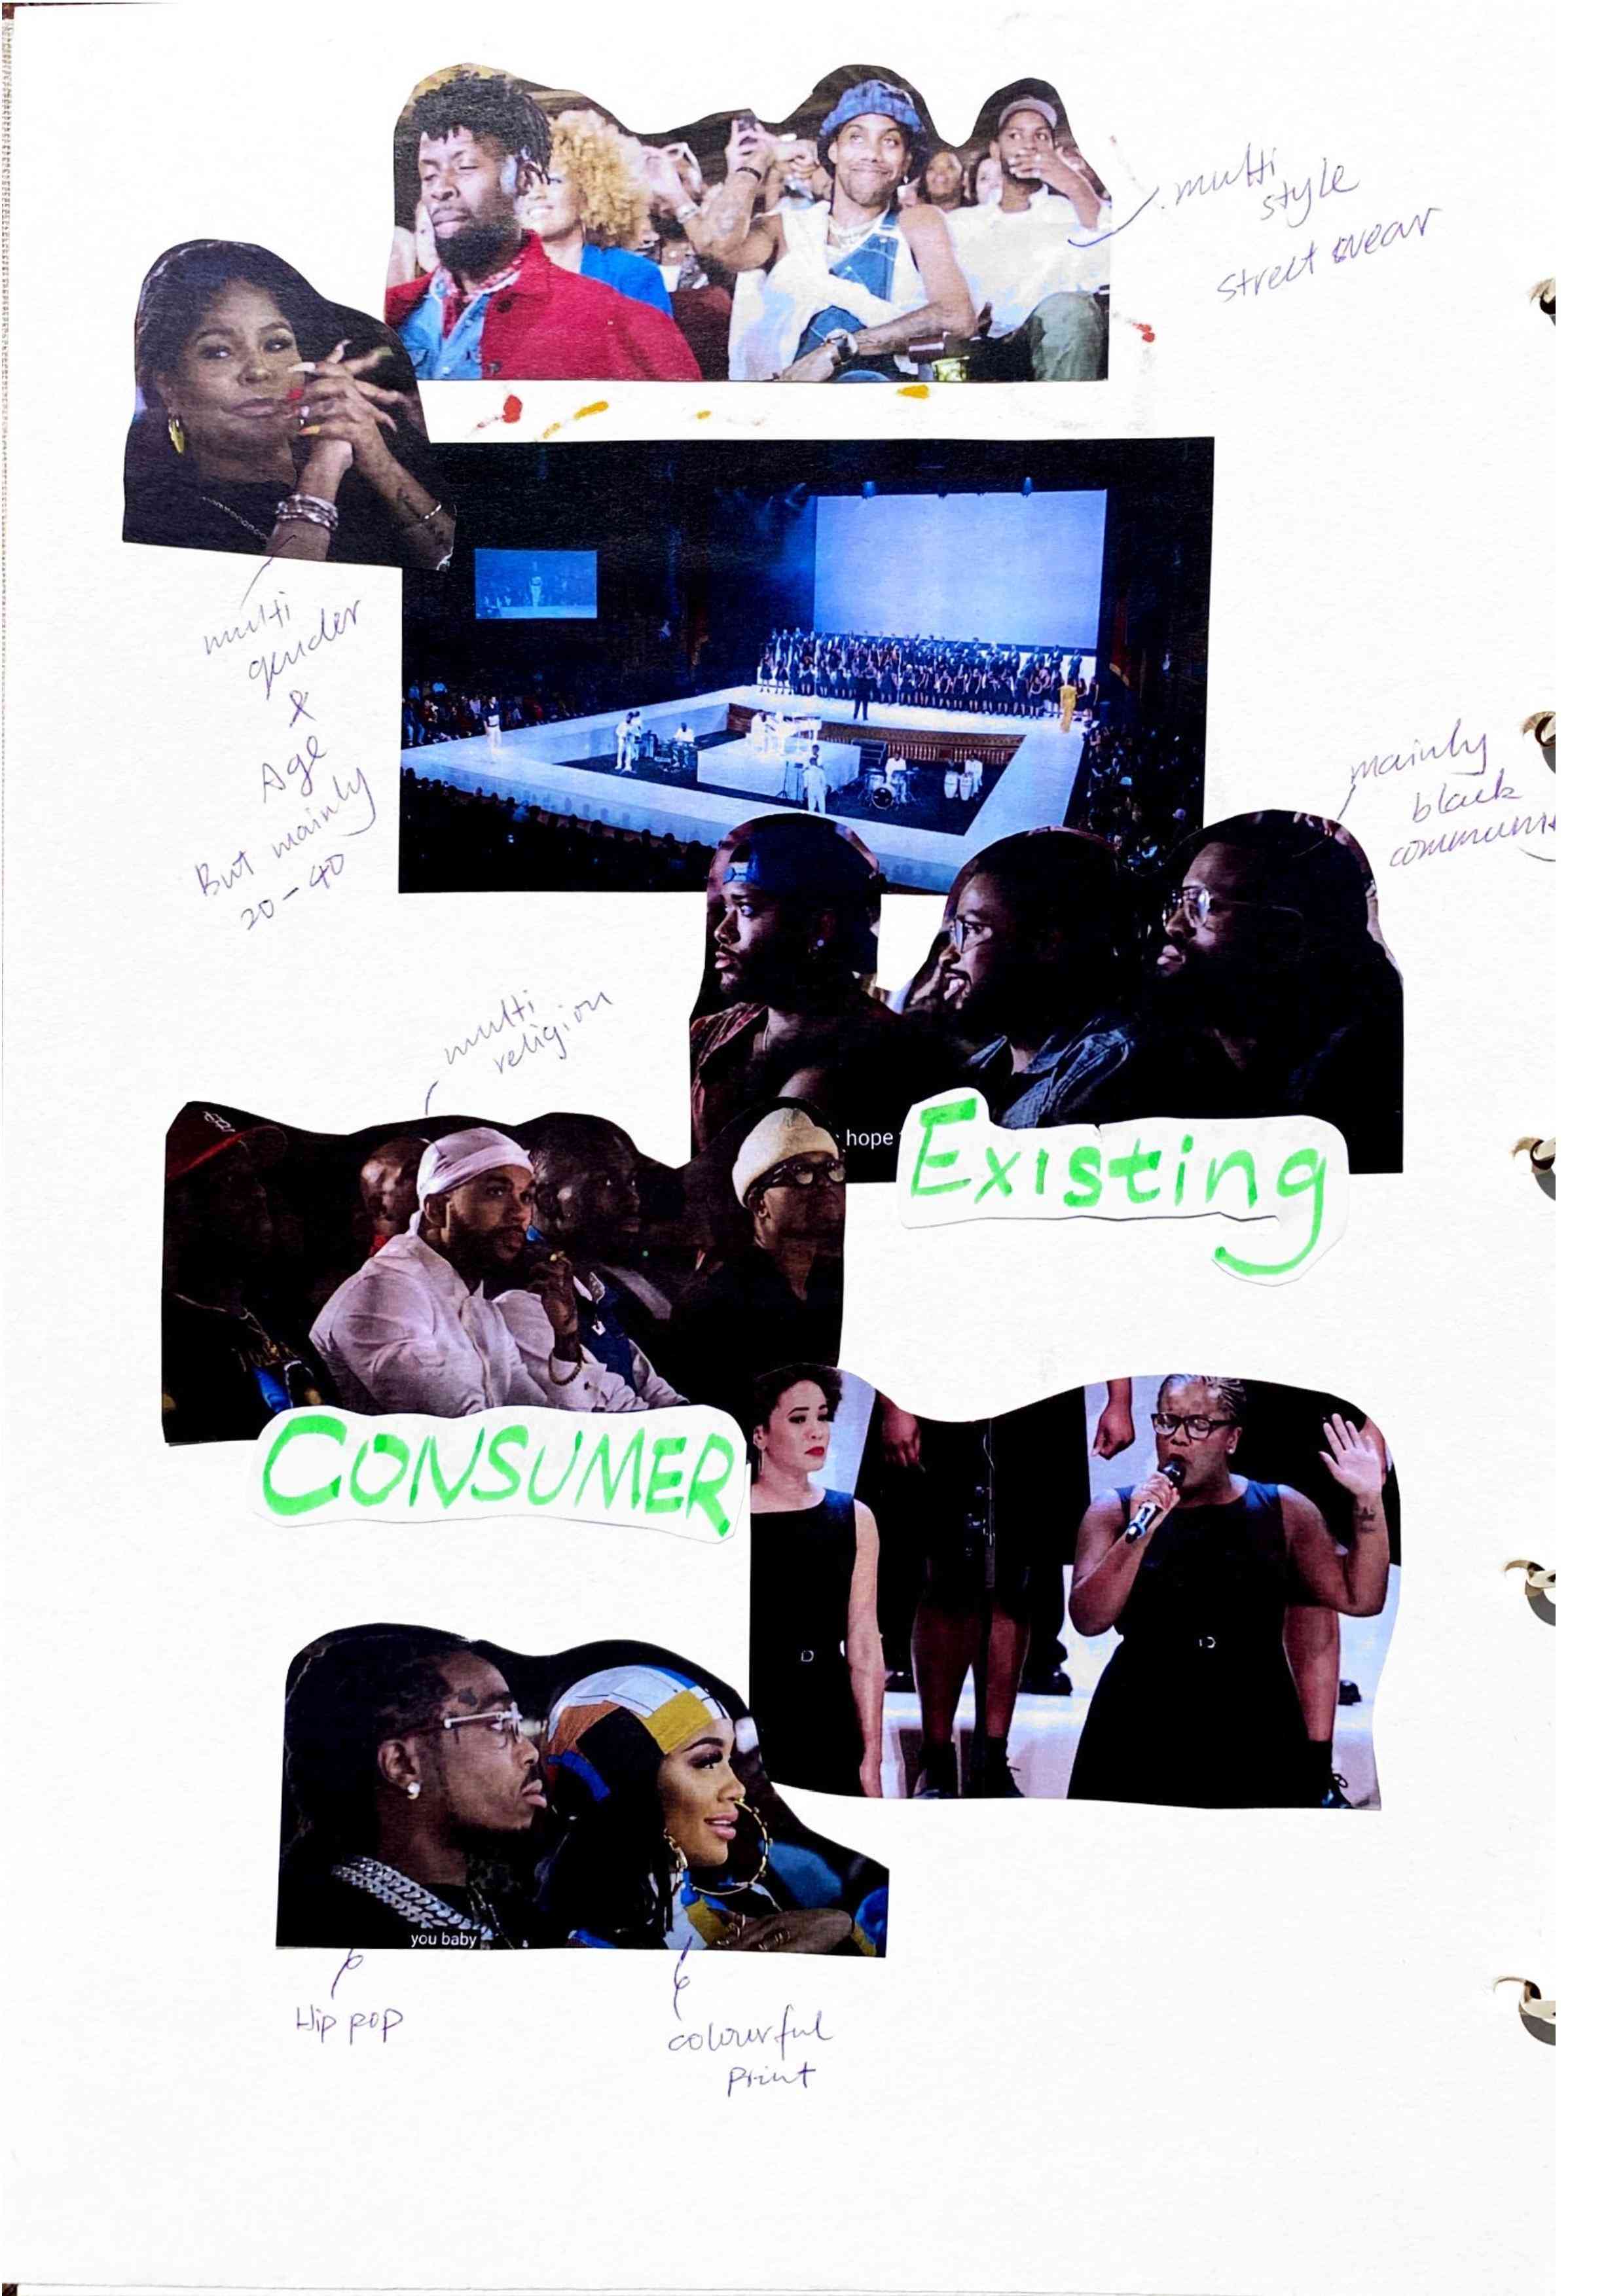 multi
style
street wear
multi
gender
&
Age
But mainly
20-40
mainly
black
multi
religion
hope
Existing
CONSUMER
you baby
Hip pop
colourful
print